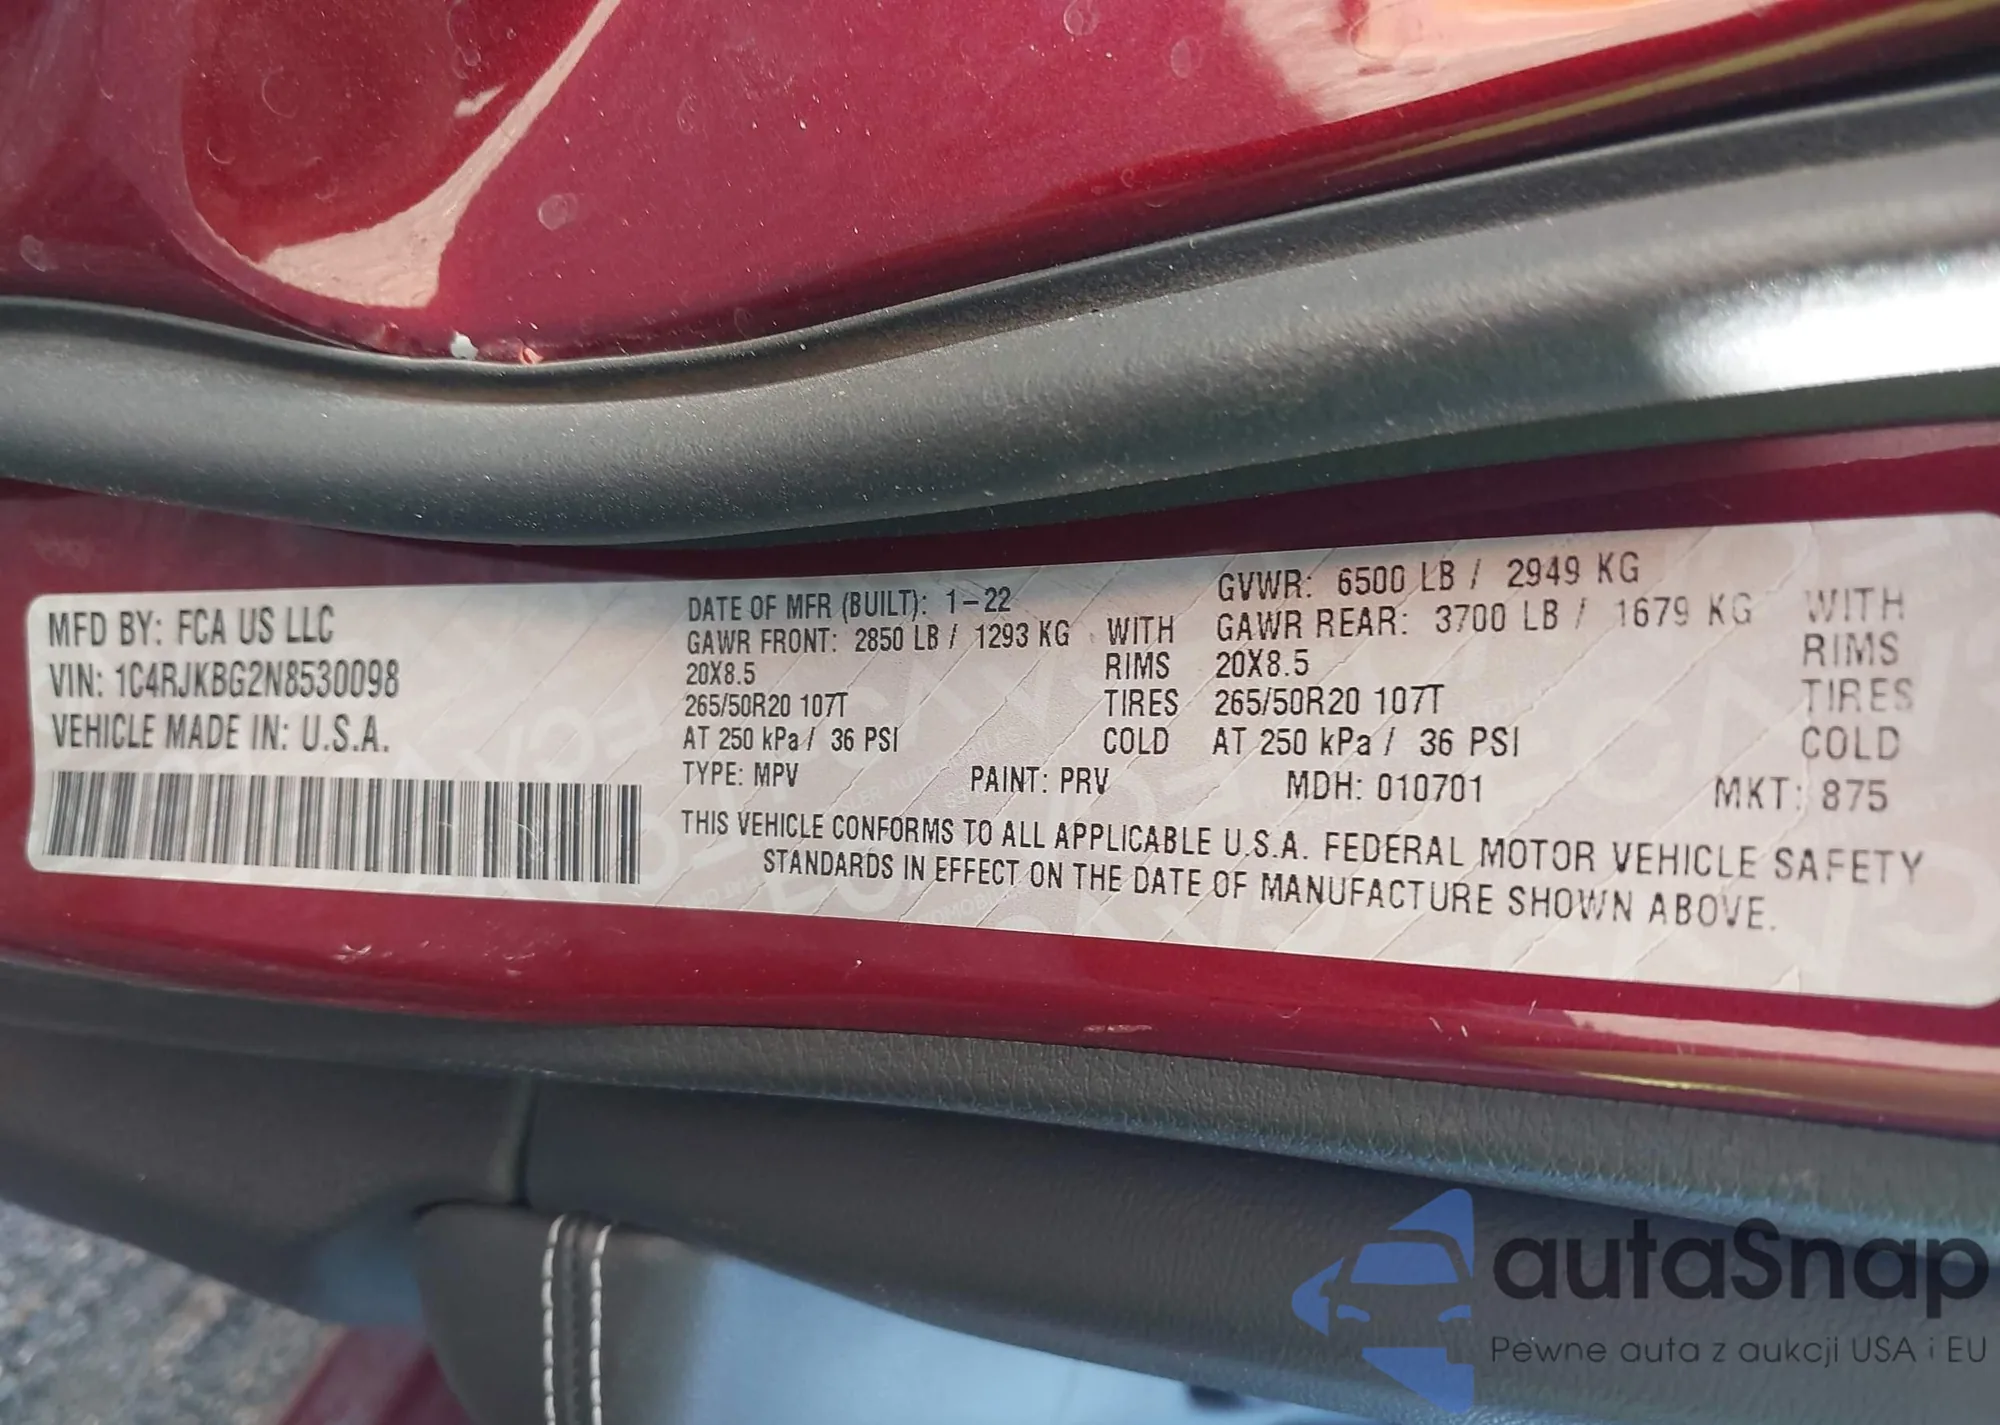 MFD BY: FCA US LLC
VIN: 1C4RJKBG2N8530098
VEHICLE MADE IN: U.S.A.
DATE OF MFR (BUILT): 1-22
GVWR: 6500 LB / 2949 KG
GAWR FRONT: 2850 LB / 1293 KG WITH
GAWR REAR: 3700 LB / 1679 KG WITH
20X8.5 RIMS 20X8.5 RIMS
265/50R20 107T TIRES 265/50R20 107T TIRES
AT 250 kPa / 36 PSI COLD AT 250 kPa / 36 PSI COLD
TYPE: MPV PAINT: PRV MDH: 010701 MKT: 875
THIS VEHICLE CONFORMS TO ALL APPLICABLE U.S.A. FEDERAL MOTOR VEHICLE SAFETY
STANDARDS IN EFFECT ON THE DATE OF MANUFACTURE SHOWN ABOVE.
autaSnap
Pewne auta z aukcji USA i EU